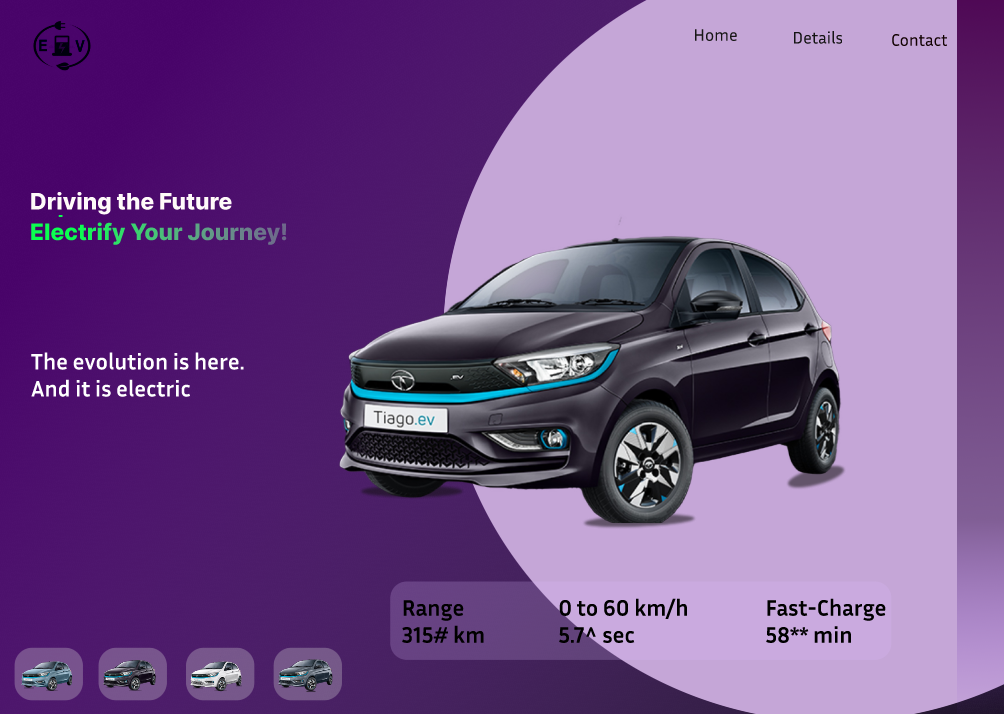 E V
Home
Details
Contact
Driving the Future
Electrify Your Journey!
The evolution is here.
And it is electric
EV
Tiago.ev
Range
315# km
0 to 60 km/h
5.7^ sec
Fast-Charge
58** min